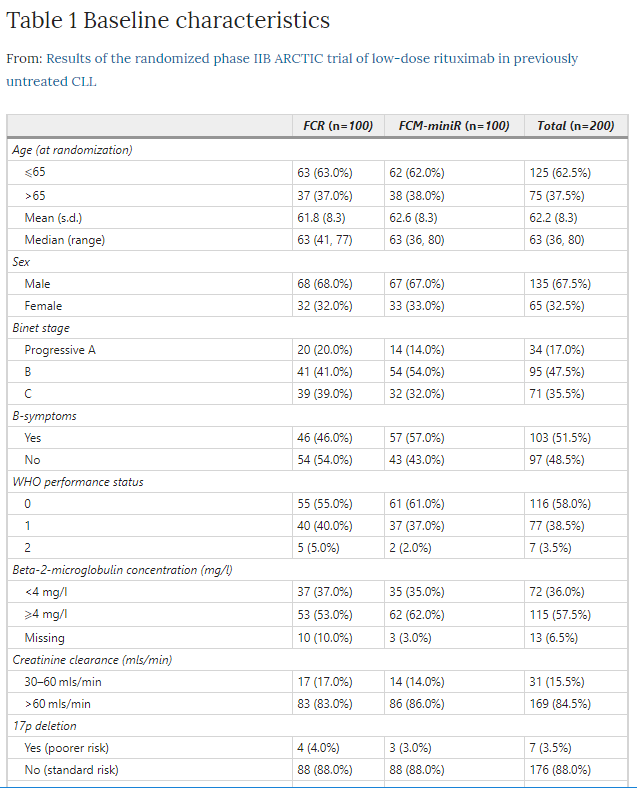 Table 1 Baseline characteristics
From: Results of the randomized phase IIB ARCTIC trial of low-dose rituximab in previously
untreated CLL
FCR (n=100) FCM-miniR (n=100) Total (n=200)
Age (at randomization)
⩽65 63 (63.0%) 62 (62.0%) 125 (62.5%)
>65 37 (37.0%) 38 (38.0%) 75 (37.5%)
Mean (s.d.) 61.8 (8.3) 62.6 (8.3) 62.2 (8.3)
Median (range) 63 (41, 77) 63 (36, 80) 63 (36, 80)
Sex
Male 68 (68.0%) 67 (67.0%) 135 (67.5%)
Female 32 (32.0%) 33 (33.0%) 65 (32.5%)
Binet stage
Progressive A 20 (20.0%) 14 (14.0%) 34 (17.0%)
B 41 (41.0%) 54 (54.0%) 95 (47.5%)
C 39 (39.0%) 32 (32.0%) 71 (35.5%)
B-symptoms
Yes 46 (46.0%) 57 (57.0%) 103 (51.5%)
No 54 (54.0%) 43 (43.0%) 97 (48.5%)
WHO performance status
0 55 (55.0%) 61 (61.0%) 116 (58.0%)
1 40 (40.0%) 37 (37.0%) 77 (38.5%)
2 5 (5.0%) 2 (2.0%) 7 (3.5%)
Beta-2-microglobulin concentration (mg/l)
<4 mg/l 37 (37.0%) 35 (35.0%) 72 (36.0%)
⩾4 mg/l 53 (53.0%) 62 (62.0%) 115 (57.5%)
Missing 10 (10.0%) 3 (3.0%) 13 (6.5%)
Creatinine clearance (mls/min)
30–60 mls/min 17 (17.0%) 14 (14.0%) 31 (15.5%)
>60 mls/min 83 (83.0%) 86 (86.0%) 169 (84.5%)
17p deletion
Yes (poorer risk) 4 (4.0%) 3 (3.0%) 7 (3.5%)
No (standard risk) 88 (88.0%) 88 (88.0%) 176 (88.0%)